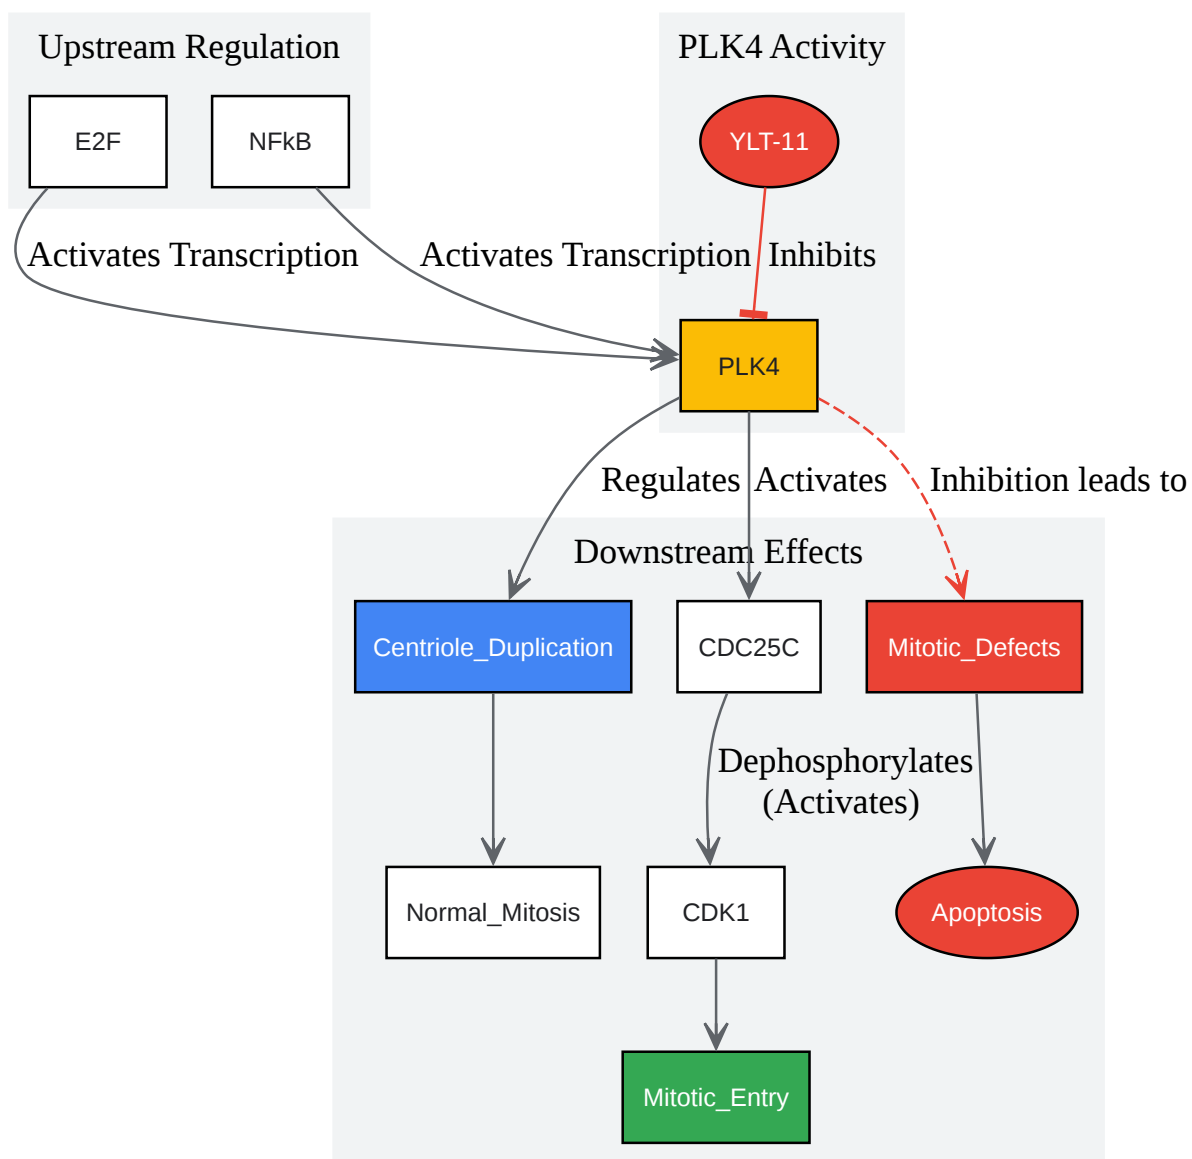 Upstream Regulation
PLK4 Activity
E2F
NFkB
YLT-11
Activates Transcription
Activates Transcription
Inhibits
PLK4
Regulates
Activates
Inhibition leads to
Downstream Effects
Centriole_Duplication
CDC25C
Mitotic_Defects
Dephosphorylates
(Activates)
Normal_Mitosis
CDK1
Apoptosis
Mitotic_Entry